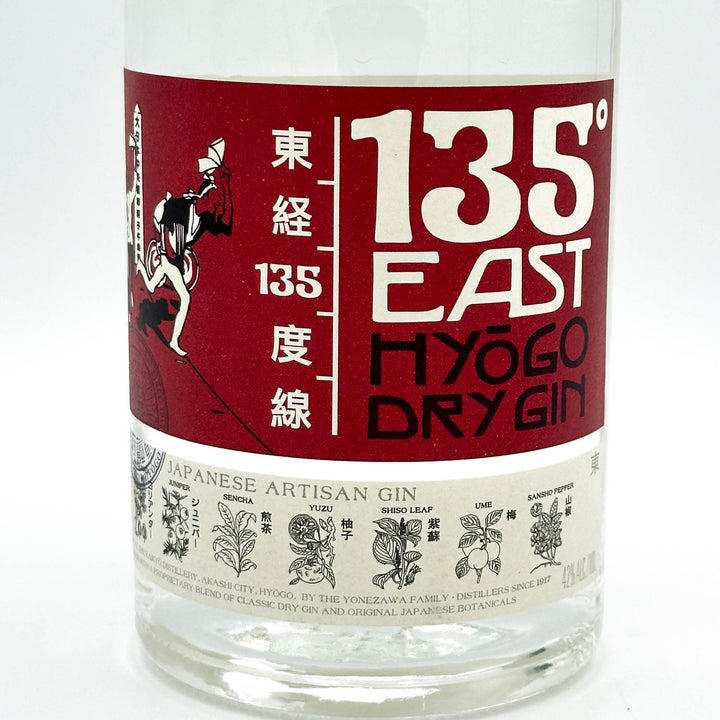 135°
EAST
HYŌGO
DRY GIN
東
経
135
度
線
JAPANESE ARTISAN GIN
JUNIPER
ジュニパー
SENCHA
煎茶
YUZU
柚子
SHISO LEAF
紫蘇
UME
梅
SANSHO PEPPER
山椒
東
DISTILLERY, AKASHI CITY, HYŌGO. BY THE YONEZAWA FAMILY · DISTILLERS SINCE 1917
PROPRIETARY BLEND OF CLASSIC DRY GIN AND ORIGINAL JAPANESE BOTANICALS
42% ALC.